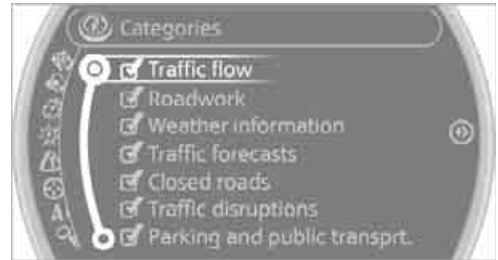 Categories
Traffic flow
Roadwork
Weather information
Traffic forecasts
Closed roads
Traffic disruptions
Parking and public transprt.